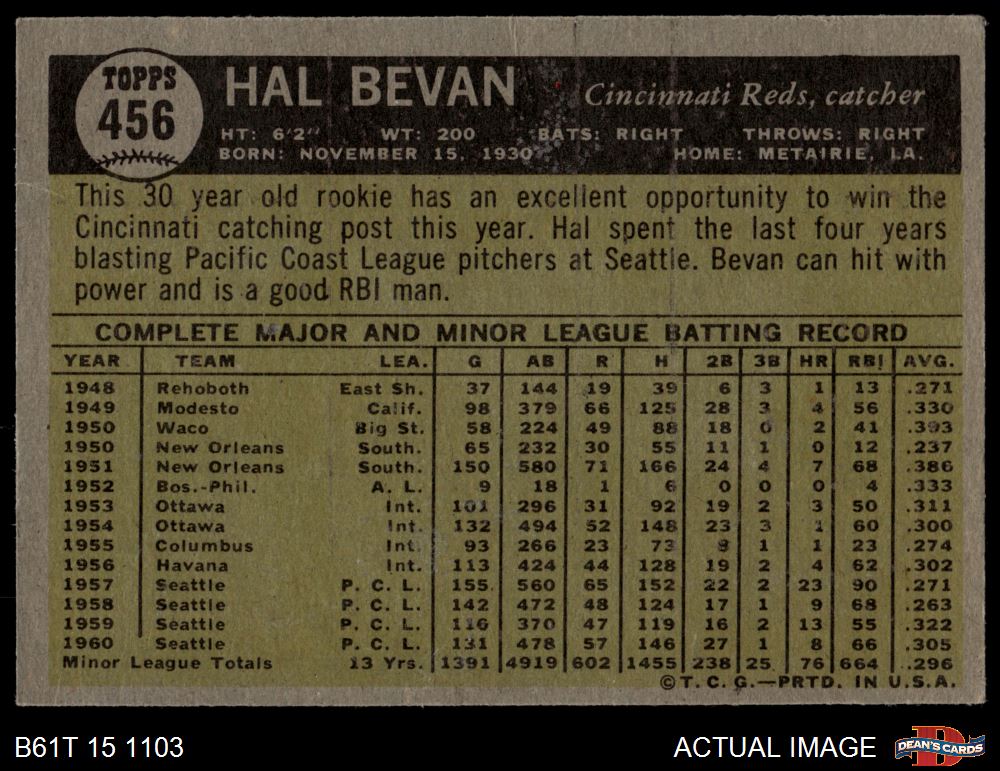 TOPPS
456
HAL BEVAN
Cincinnati Reds, catcher
HT: 6'2" WT: 200 BATS: RIGHT THROWS: RIGHT
BORN: NOVEMBER 15, 1930 HOME: METAIRIE, LA.
This 30 year old rookie has an excellent opportunity to win the
Cincinnati catching post this year. Hal spent the last four years
blasting Pacific Coast League pitchers at Seattle. Bevan can hit with
power and is a good RBI man.
COMPLETE MAJOR AND MINOR LEAGUE BATTING RECORD
YEAR TEAM LEA. G AB R H 2B 3B HR RBI AVG.
1948 Rehoboth East Sh. 37 144 19 39 6 3 1 13 .271
1949 Modesto Calif. 98 379 66 125 28 3 4 56 .330
1950 Waco Big St. 58 224 49 88 18 0 2 41 .393
1950 New Orleans South. 65 232 30 55 11 1 0 12 .237
1951 New Orleans South. 150 580 71 166 24 4 7 68 .386
1952 Bos.-Phil. A. L. 9 18 1 6 0 0 0 4 .333
1953 Ottawa Int. 101 296 31 92 19 2 3 50 .311
1954 Ottawa Int. 132 494 52 148 23 3 1 60 .300
1955 Columbus Int. 93 266 23 73 8 1 1 23 .274
1956 Havana Int. 113 424 44 128 19 2 4 62 .302
1957 Seattle P. C. L. 155 560 65 152 22 2 23 90 .271
1958 Seattle P. C. L. 142 472 48 124 17 1 9 68 .263
1959 Seattle P. C. L. 116 370 47 119 16 2 13 55 .322
1960 Seattle P. C. L. 131 478 57 146 27 1 8 66 .305
Minor League Totals 13 Yrs. 1391 4919 602 1455 238 25 76 664 .296
©T. C. G.—PRTD. IN U.S.A.
B61T 15 1103
ACTUAL IMAGE
DEAN'S CARDS